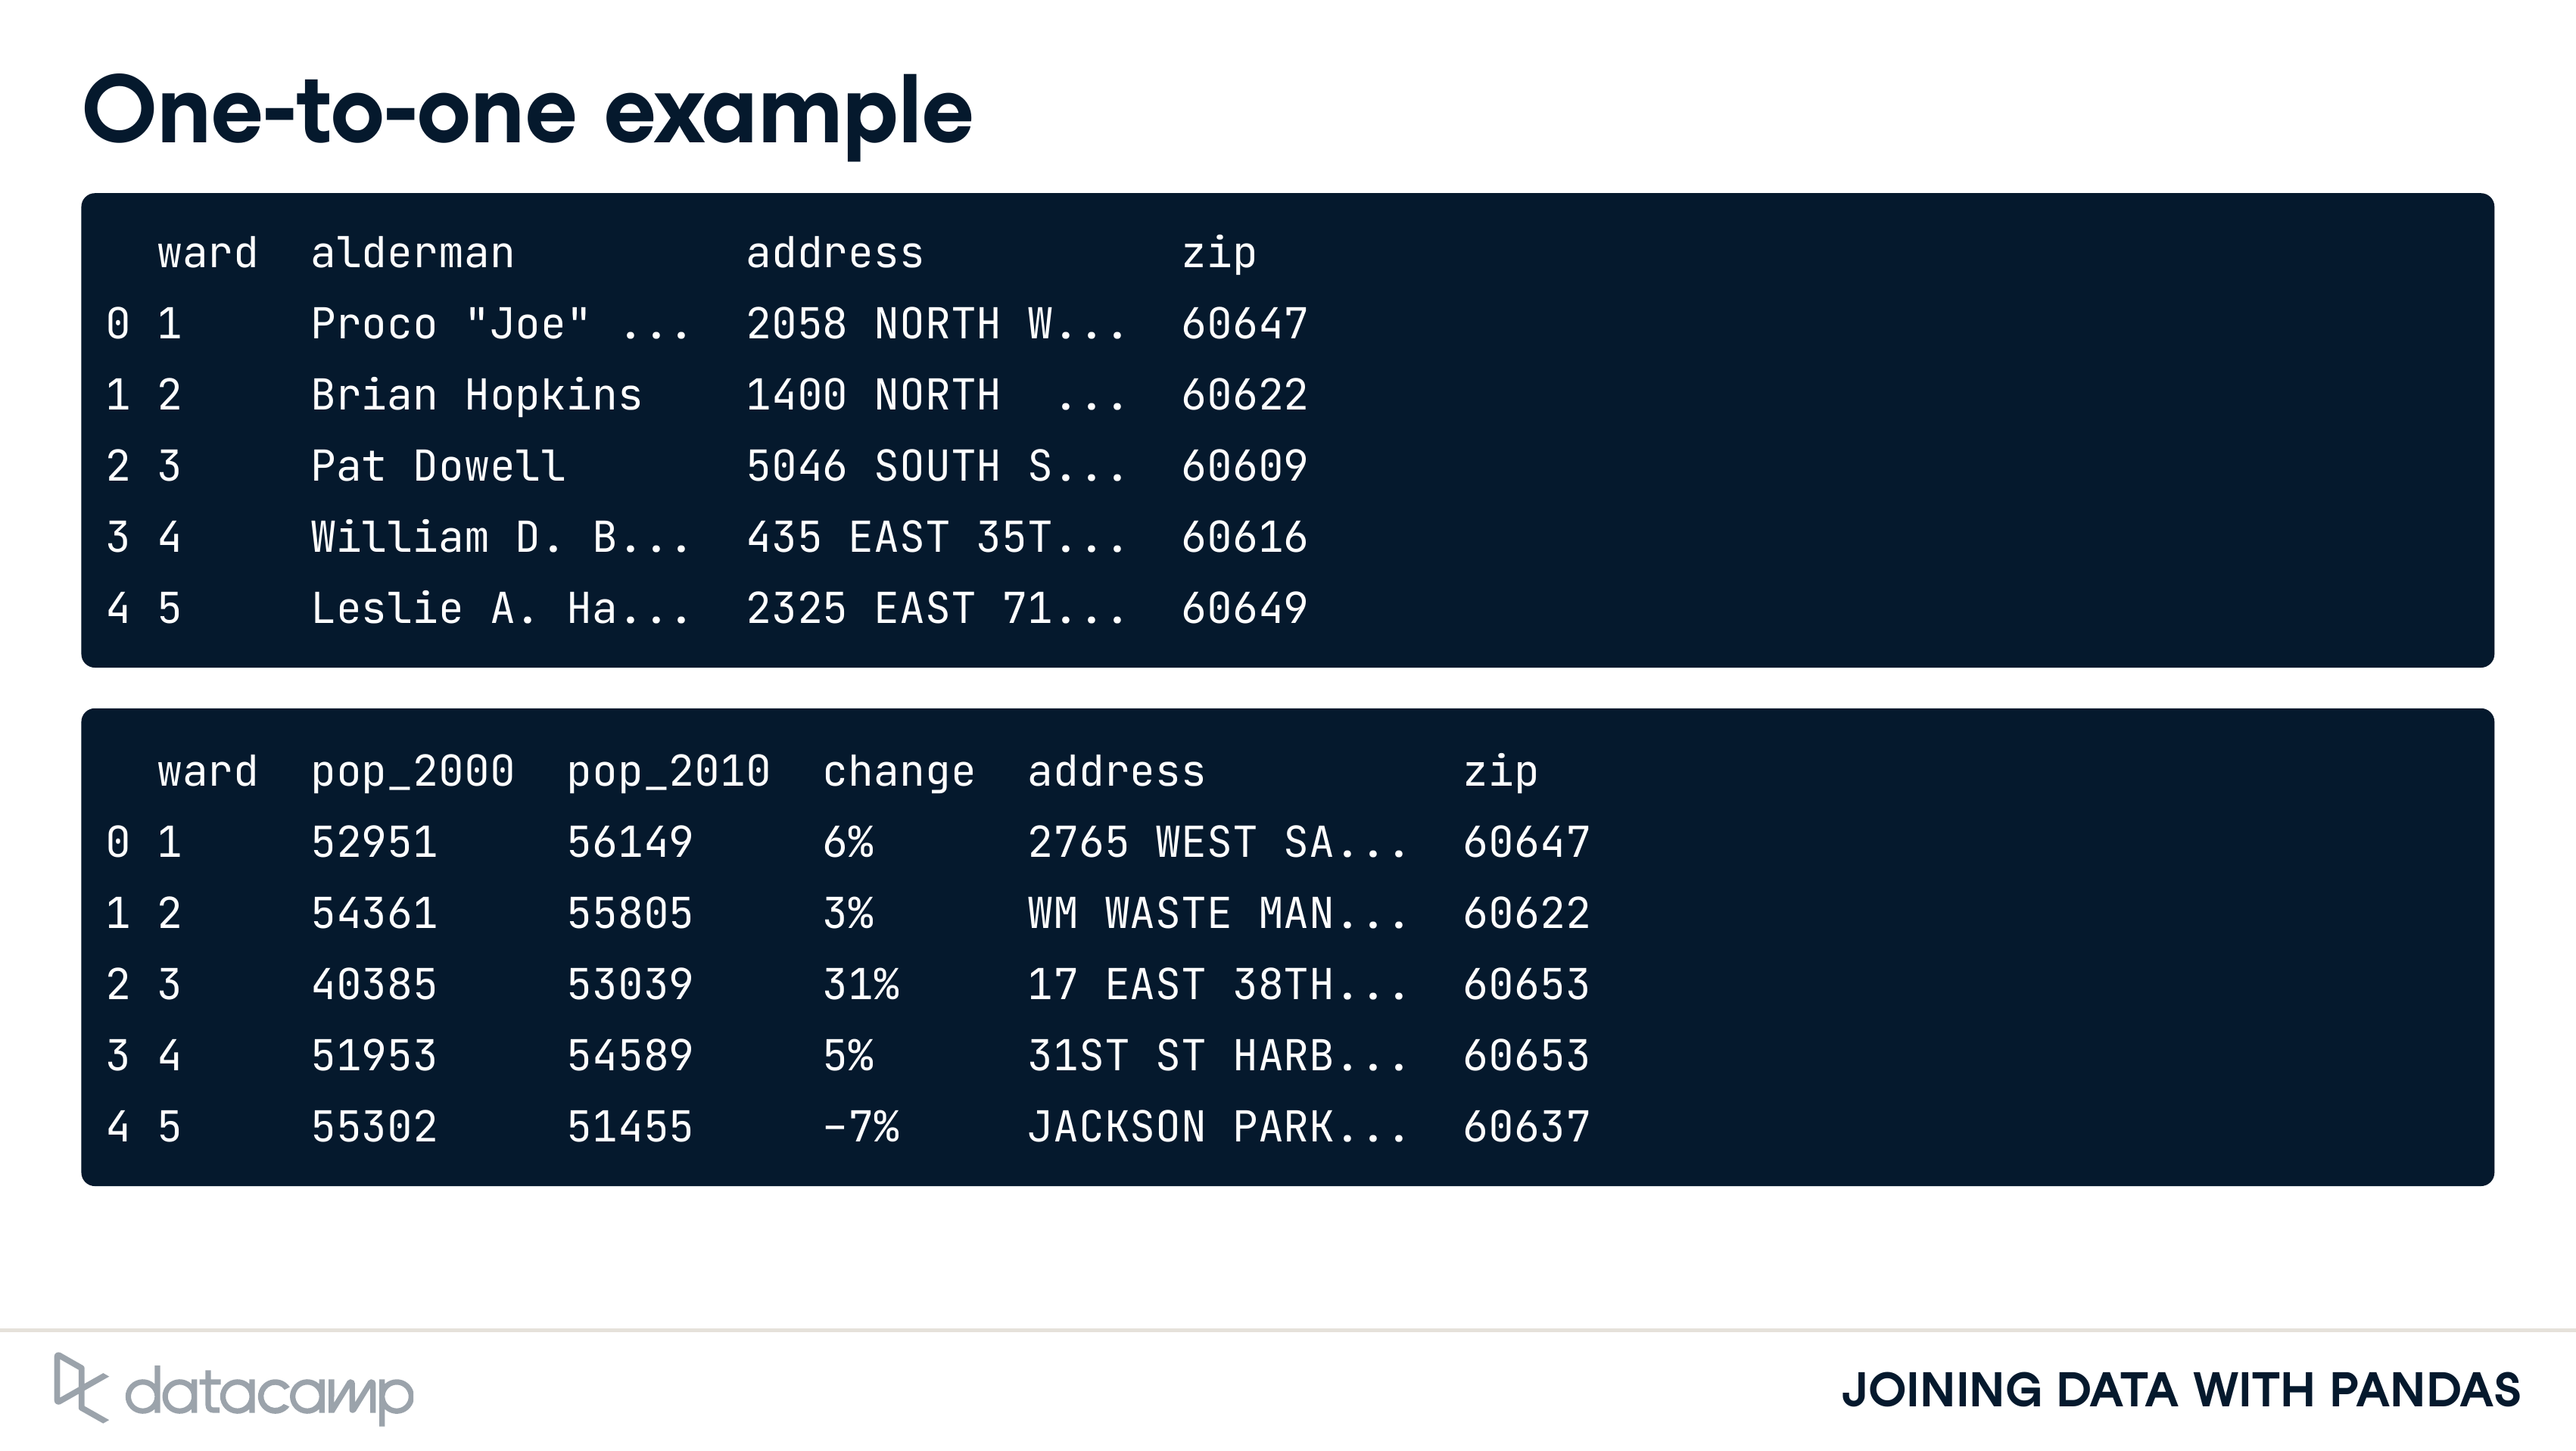 One-to-one example
ward alderman address zip
0 1 Proco "Joe" ... 2058 NORTH W... 60647
1 2 Brian Hopkins 1400 NORTH ... 60622
2 3 Pat Dowell 5046 SOUTH S... 60609
3 4 William D. B... 435 EAST 35T... 60616
4 5 Leslie A. Ha... 2325 EAST 71... 60649
ward pop_2000 pop_2010 change address zip
0 1 52951 56149 6% 2765 WEST SA... 60647
1 2 54361 55805 3% WM WASTE MAN... 60622
2 3 40385 53039 31% 17 EAST 38TH... 60653
3 4 51953 54589 5% 31ST ST HARB... 60653
4 5 55302 51455 -7% JACKSON PARK... 60637
datacamp
JOINING DATA WITH PANDAS